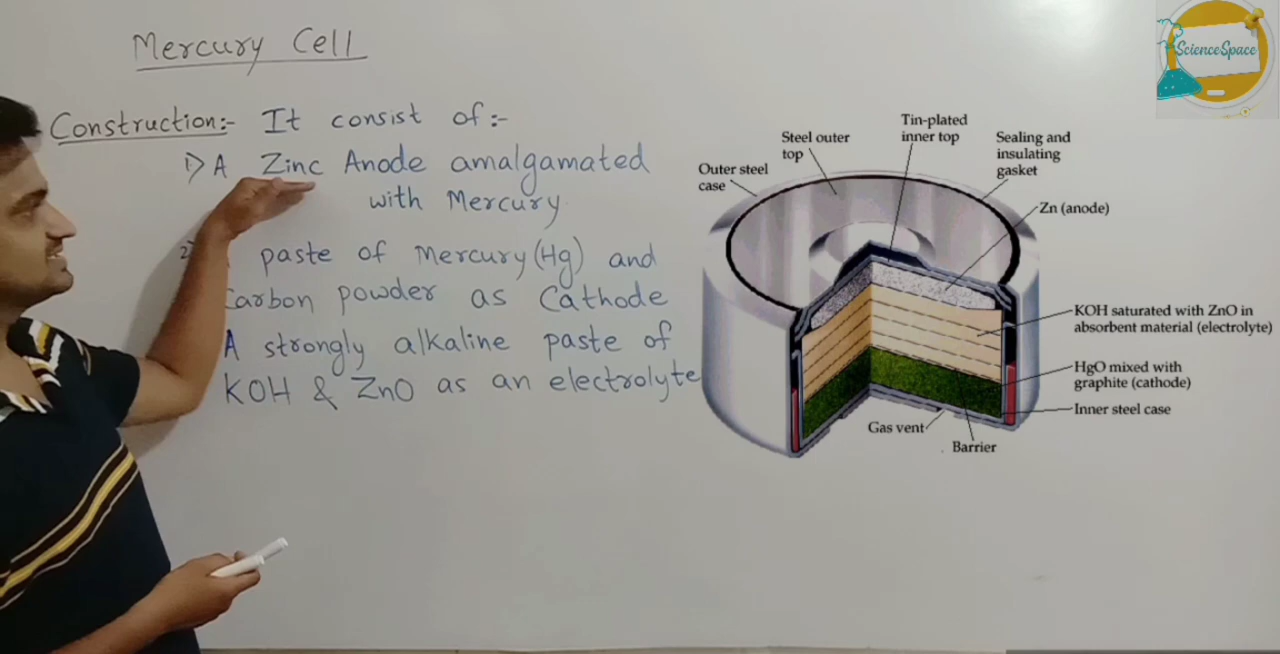 Mercury Cell
Construction:- It consist of :-
1) A Zinc Anode amalgamated
with Mercury.
2) paste of Mercury (Hg) and
Carbon powder as Cathode
A strongly alkaline paste of
KOH & ZnO as an electrolyte
ScienceSpace
Tin-plated
inner top
Steel outer
top
Sealing and
insulating
gasket
Outer steel
case
Zn (anode)
KOH saturated with ZnO in
absorbent material (electrolyte)
HgO mixed with
graphite (cathode)
Inner steel case
Gas vent
Barrier